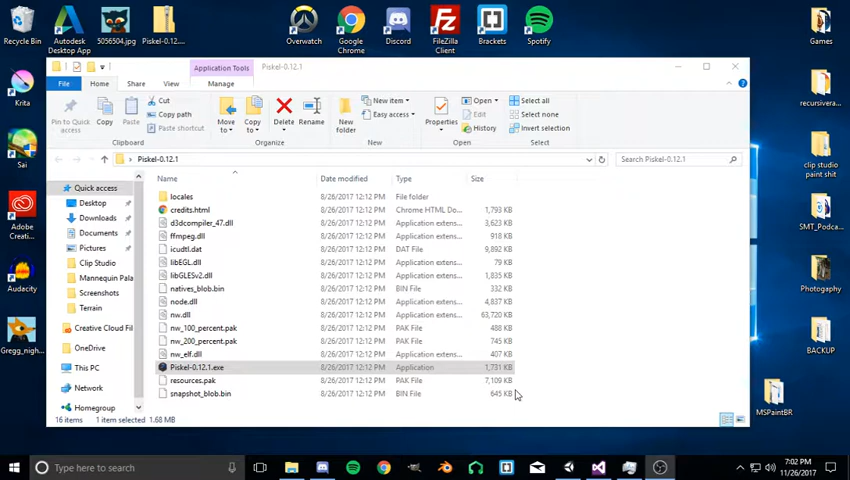 Recycle Bin
Autodesk
Desktop App
5056504.jpg
Piskel-0.12....
Overwatch
Google
Chrome
Discord
FileZilla
Client
Brackets
Spotify
Games
Krita
recursivera...
Sai
clip studio
paint shit
Adobe
Creati...
SMT_Podca...
Audacity
Photogaphy
Gregg_nigh...
BACKUP
MSPaintBR
Application Tools
Piskel-0.12.1
File
Home
Share
View
Manage
Pin to Quick
access
Copy
Paste
Cut
Copy path
Paste shortcut
Clipboard
Move
to
Copy
to
Delete
Rename
Organize
New
folder
New item
Easy access
New
Properties
Open
Edit
History
Open
Select all
Select none
Invert selection
Select
Piskel-0.12.1
Search Piskel-0.12.1
Quick access
Desktop
Downloads
Documents
Pictures
Clip Studio
Mannequin Pala
Screenshots
Terrain
Creative Cloud Fil
OneDrive
This PC
Network
Homegroup
Name Date modified Type Size
locales 8/26/2017 12:12 PM File folder
credits.html 8/26/2017 12:12 PM Chrome HTML Do... 1,793 KB
d3dcompiler_47.dll 8/26/2017 12:12 PM Application extens... 3,623 KB
ffmpeg.dll 8/26/2017 12:12 PM Application extens... 918 KB
icudtl.dat 8/26/2017 12:12 PM DAT File 9,892 KB
libEGL.dll 8/26/2017 12:12 PM Application extens... 79 KB
libGLESv2.dll 8/26/2017 12:12 PM Application extens... 1,835 KB
natives_blob.bin 8/26/2017 12:12 PM BIN File 332 KB
node.dll 8/26/2017 12:12 PM Application extens... 4,837 KB
nw.dll 8/26/2017 12:12 PM Application extens... 63,720 KB
nw_100_percent.pak 8/26/2017 12:12 PM PAK File 488 KB
nw_200_percent.pak 8/26/2017 12:12 PM PAK File 745 KB
nw_elf.dll 8/26/2017 12:12 PM Application extens... 407 KB
Piskel-0.12.1.exe 8/26/2017 12:12 PM Application 1,731 KB
resources.pak 8/26/2017 12:12 PM PAK File 7,109 KB
snapshot_blob.bin 8/26/2017 12:12 PM BIN File 645 KB
16 items 1 item selected 1.68 MB
Type here to search
7:02 PM
11/26/2017